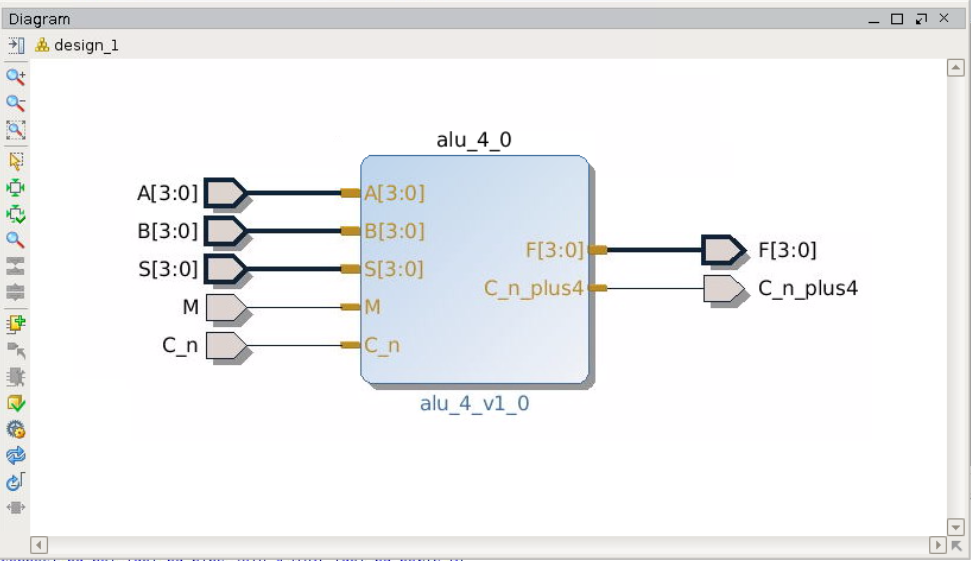 Diagram
design_1
alu_4_0
A[3:0] A[3:0]
B[3:0] B[3:0]
F[3:0] F[3:0]
S[3:0] S[3:0]
C_n_plus4 C_n_plus4
M M
C_n C_n
alu_4_v1_0